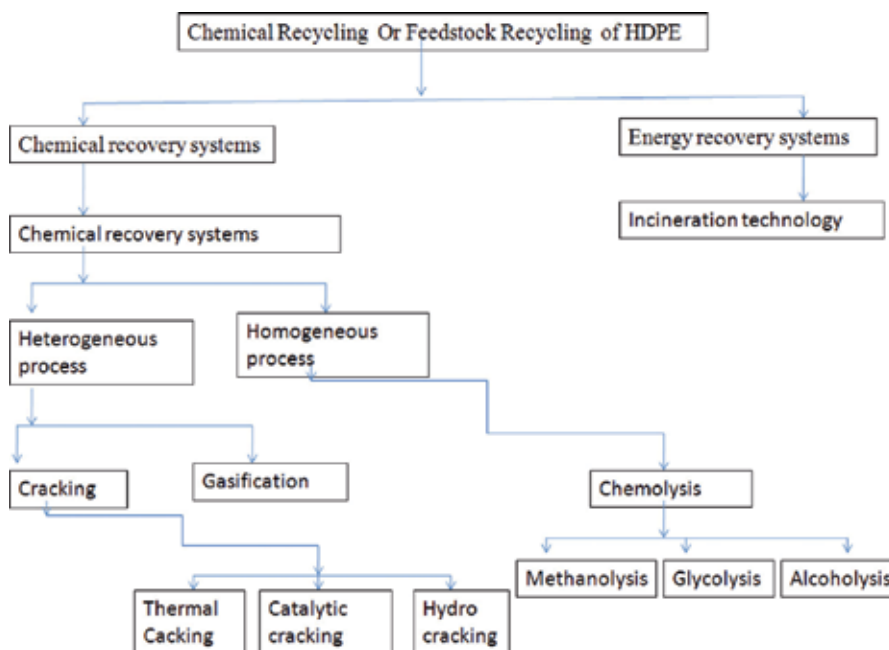 Chemical Recycling Or Feedstock Recycling of HDPE
Chemical recovery systems
Energy recovery systems
Chemical recovery systems
Incineration technology
Heterogeneous
process
Homogeneous
process
Cracking
Gasification
Chemolysis
Methanolysis
Glycolysis
Alcoholysis
Thermal
Cacking
Catalytic
cracking
Hydro
cracking